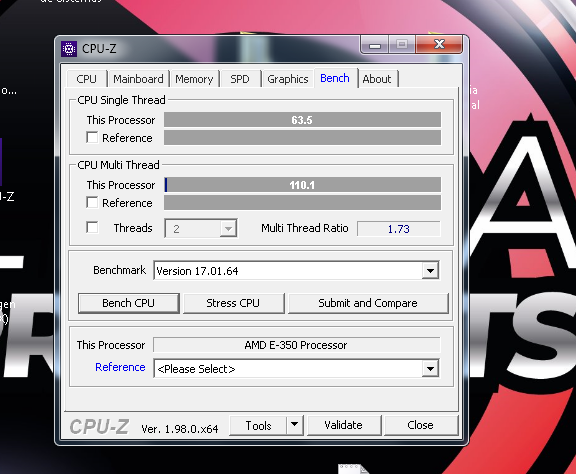 de Sistemas
CPU-Z
CPU Mainboard Memory SPD Graphics Bench About
CPU Single Thread
This Processor 63.5
Reference
CPU Multi Thread
This Processor 110.1
Reference
Threads 2 Multi Thread Ratio 1.73
Benchmark Version 17.01.64
Bench CPU Stress CPU Submit and Compare
This Processor AMD E-350 Processor
Reference <Please Select>
CPU-Z Ver. 1.98.0.x64 Tools Validate Close